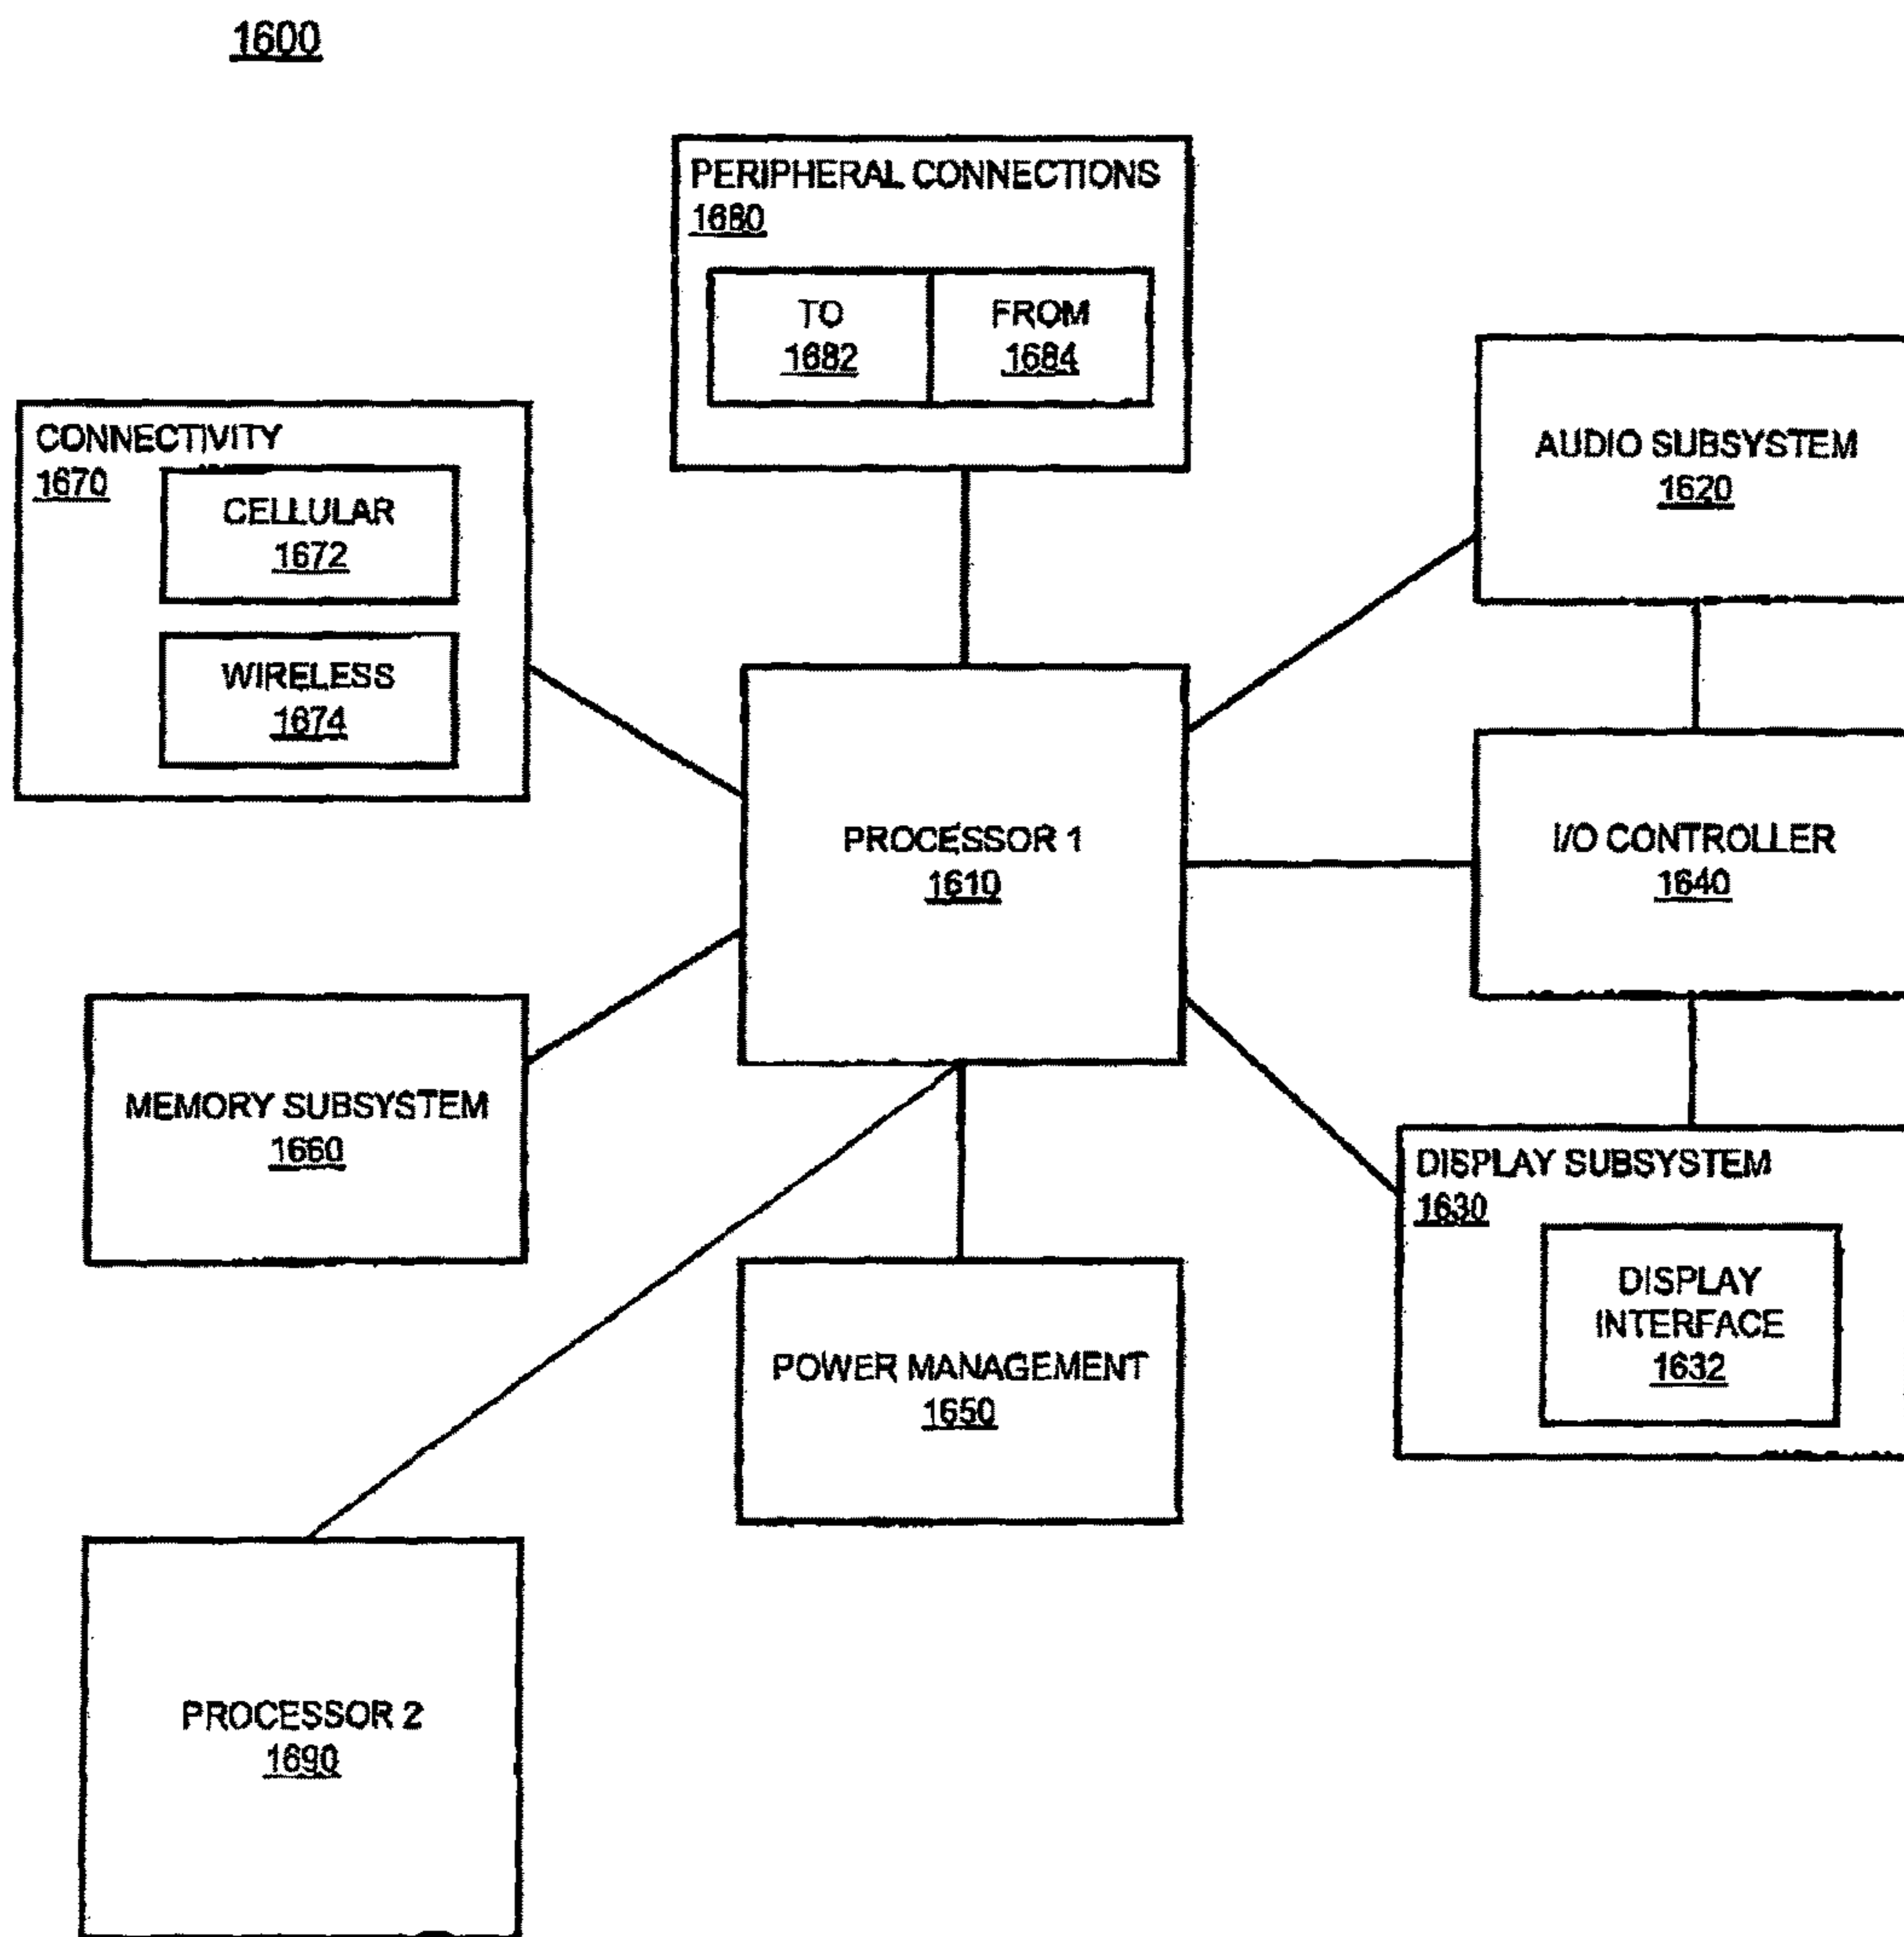 1600
PERIPHERAL CONNECTIONS
1680
TO
1682
FROM
1684
CONNECTIVITY
1670
CELLULAR
1672
WIRELESS
1674
AUDIO SUBSYSTEM
1620
PROCESSOR 1
1610
I/O CONTROLLER
1640
MEMORY SUBSYSTEM
1660
DISPLAY SUBSYSTEM
1630
DISPLAY
INTERFACE
1632
POWER MANAGEMENT
1650
PROCESSOR 2
1690